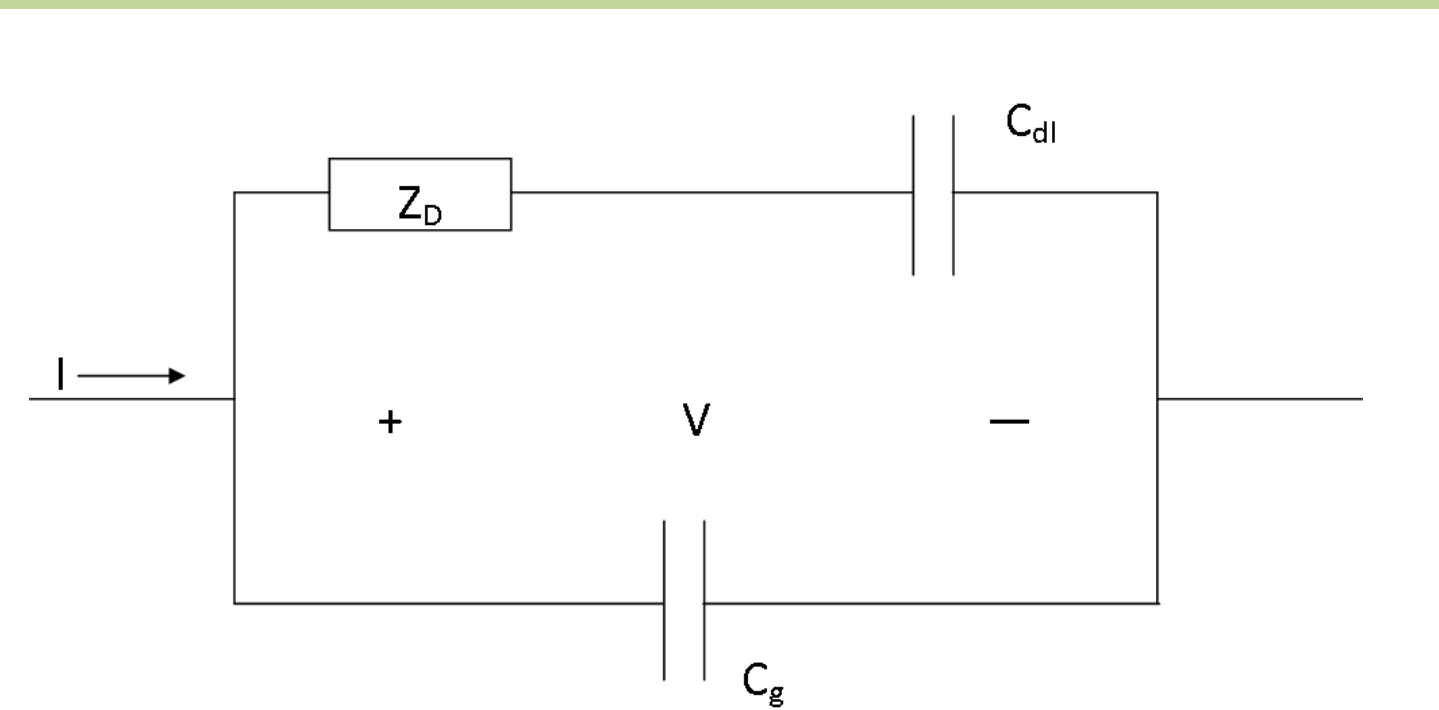 C_dl
Z_D
I
+ V —
C_g